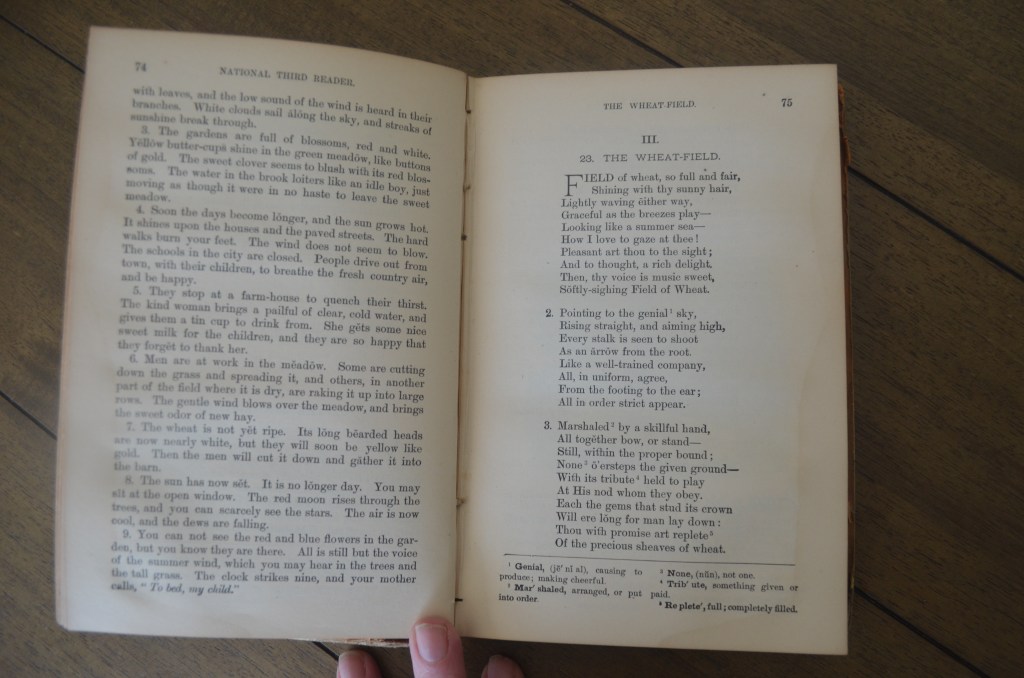 74
NATIONAL THIRD READER.
with leaves, and the low sound of the wind is heard in their
branches. White clouds sail ålông the sky, and streaks of
sunshine break through.
3. The gardens are full of blossoms, red and white.
Yĕllōw butter-cups shine in the green meadōw, like buttons
of gold. The sweet clover seems to blush with its red blos-
soms. The water in the brook loiters like an idle boy, just
moving as though it were in no haste to leave the sweet
meadow.
4. Soon the days become lônger, and the sun grows hot.
It shines upon the houses and the paved streets. The hard
walks burn your feet. The wind does not seem to blow.
The schools in the city are closed. People drive out from
town, with their children, to breathe the fresh country air,
and be happy.
5. They stop at a farm-house to quench their thirst.
The kind woman brings a pailful of clear, cold water, and
gives them a tin cup to drink from. She gĕts some nice
sweet milk for the children, and they are so happy that
they forgĕt to thank her.
6. Men are at work in the mĕadōw. Some are cutting
down the grass and spreading it, and others, in another
part of the field where it is dry, are raking it up into large
rows. The gentle wind blows over the meadow, and brings
the sweet odor of new hay.
7. The wheat is not yĕt ripe. Its lông bēarded heads
are now nearly white, but they will soon be yellow like
gold. Then the men will cut it down and găther it into
the barn.
8. The sun has now sĕt. It is no longer day. You may
sit at the open window. The red moon rises through the
trees, and you can scarcely see the stars. The air is now
cool, and the dews are falling.
9. You can not see the red and blue flowers in the gar-
den, but you know they are there. All is still but the voice
of the summer wind, which you may hear in the trees and
the tall grass. The clock strikes nine, and your mother
calls, "To bed, my child."
THE WHEAT-FIELD.
75
III.
23. THE WHEAT-FIELD.
FIELD of wheat, so full and fair,
Shining with thy sunny hair,
Lightly waving ēither way,
Graceful as the breezes play—
Looking like a summer sea—
How I love to gaze at thee!
Pleasant art thou to the sight;
And to thought, a rich delight.
Then, thy voice is music sweet,
Sŏftly-sighing Field of Wheat.
2. Pointing to the genial¹ sky,
Rising straight, and aiming high,
Every stalk is seen to shoot
As an ărrōw from the root.
Like a well-trained company,
All, in uniform, agree,
From the footing to the ear;
All in order strict appear.
3. Marshaled² by a skillful hand,
All togĕther bow, or stand—
Still, within the proper bound;
None³ ō'ersteps the given ground—
With its tribute⁴ held to play
At His nod whom they obey.
Each the gems that stud its crown
Will ere lông for man lay down:
Thou with promise art replete⁵
Of the precious sheaves of wheat.
¹ Genial, (jē' nĭ al), causing to
produce; making cheerful.
² Mar' shaled, arranged, or put
into order.
³ None, (nŭn), not one.
⁴ Trib' ute, something given or
paid.
⁵ Re plete', full; completely filled.